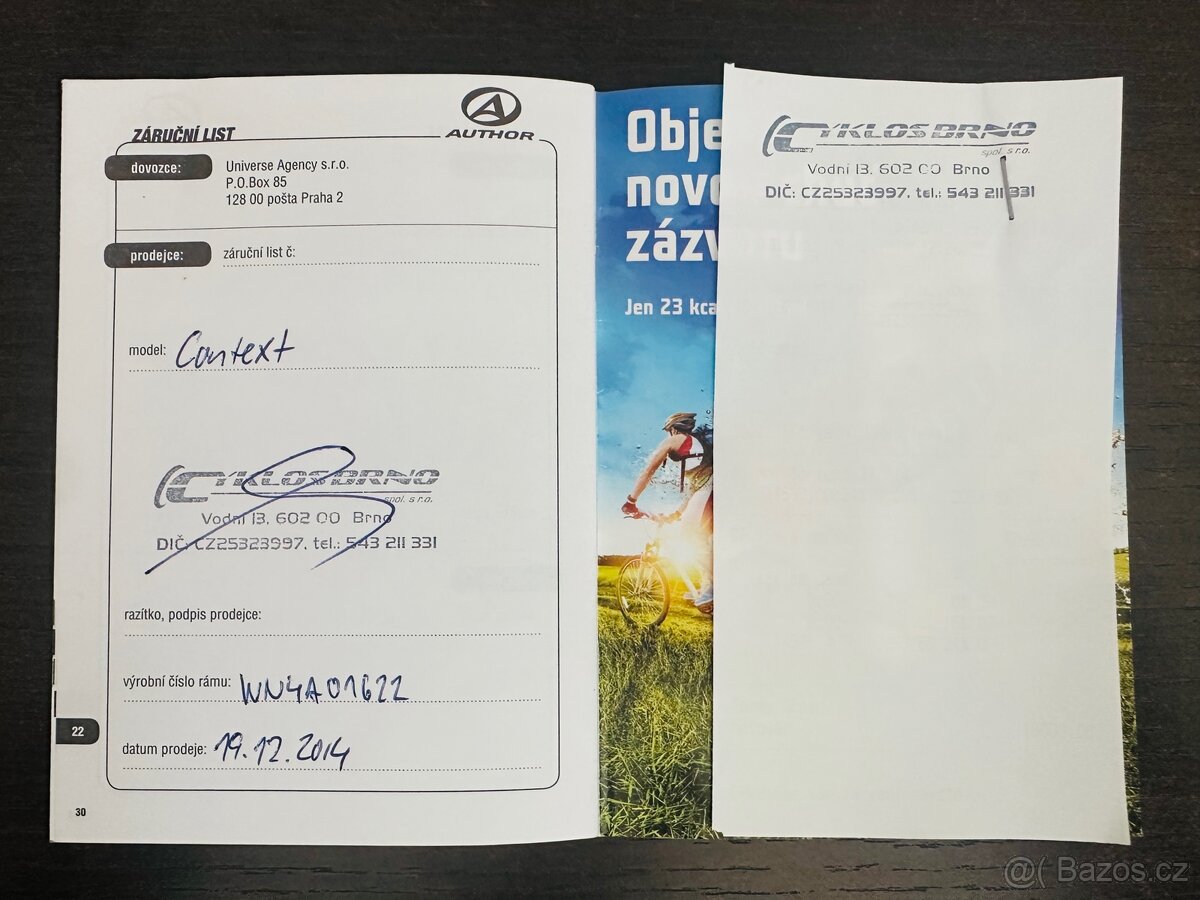 ZÁRUČNÍ LIST
AUTHOR
dovozce:
Universe Agency s.r.o.
P.O.Box 85
128 00 pošta Praha 2
prodejce:
záruční list č:
model: Context
CYKLOS BRNO
spol. s r.o.
Vodní 13, 602 00 Brno
DIČ: CZ25323997, tel.: 543 211 331
razítko, podpis prodejce:
výrobní číslo rámu: WN4A01622
datum prodeje: 19.12.2014
22
30
Obje
novo
zázv
Jen 23 kca
CYKLOS BRNO
spol. s r.o.
Vodní 13, 602 00 Brno
DIČ: CZ25323997, tel.: 543 211 331
@( Bazos.cz